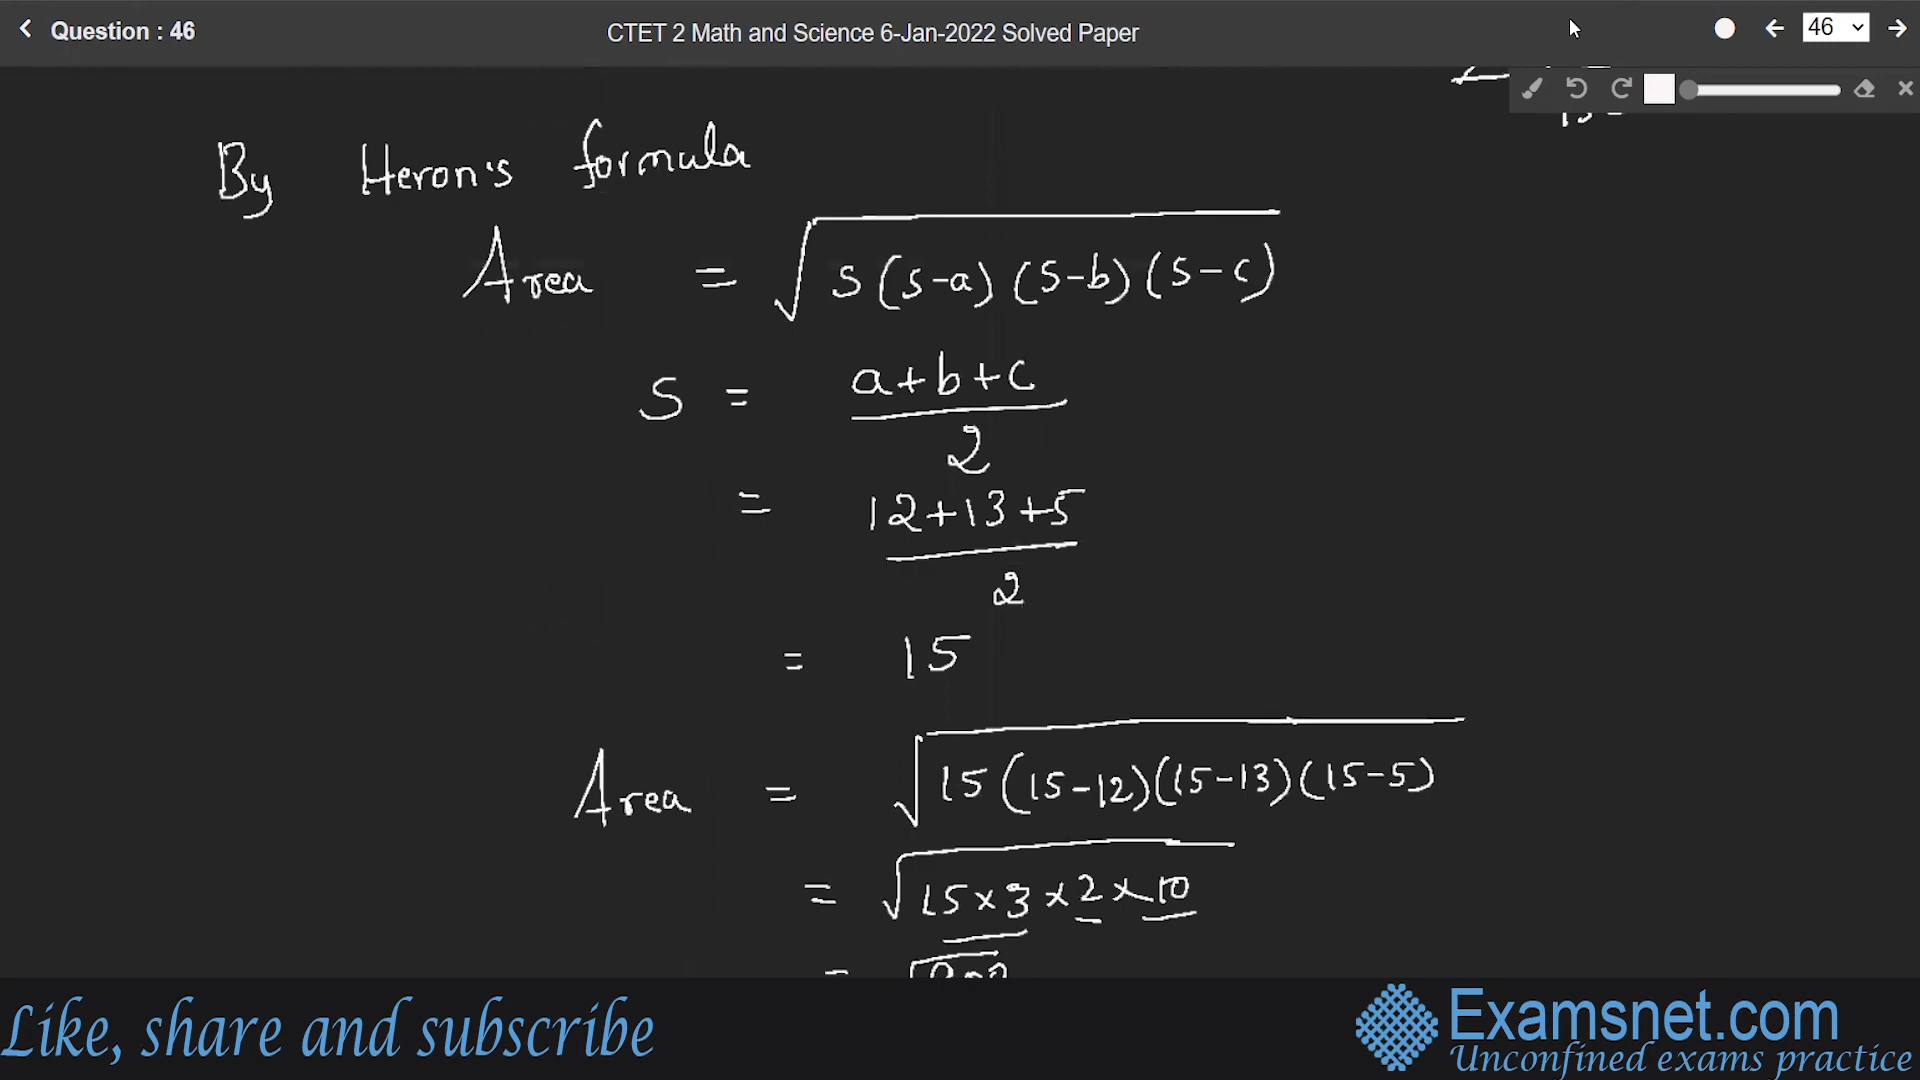 Question : 46
CTET 2 Math and Science 6-Jan-2022 Solved Paper
46
By Heron's formula
Area = √s(s-a)(s-b)(s-c)
S = a+b+c
2
= 12+13+5
2
= 15
Area = √15(15-12)(15-13)(15-5)
= √15×3×2×10
=
Like, share and subscribe
Examsnet.com
Unconfined exams practice